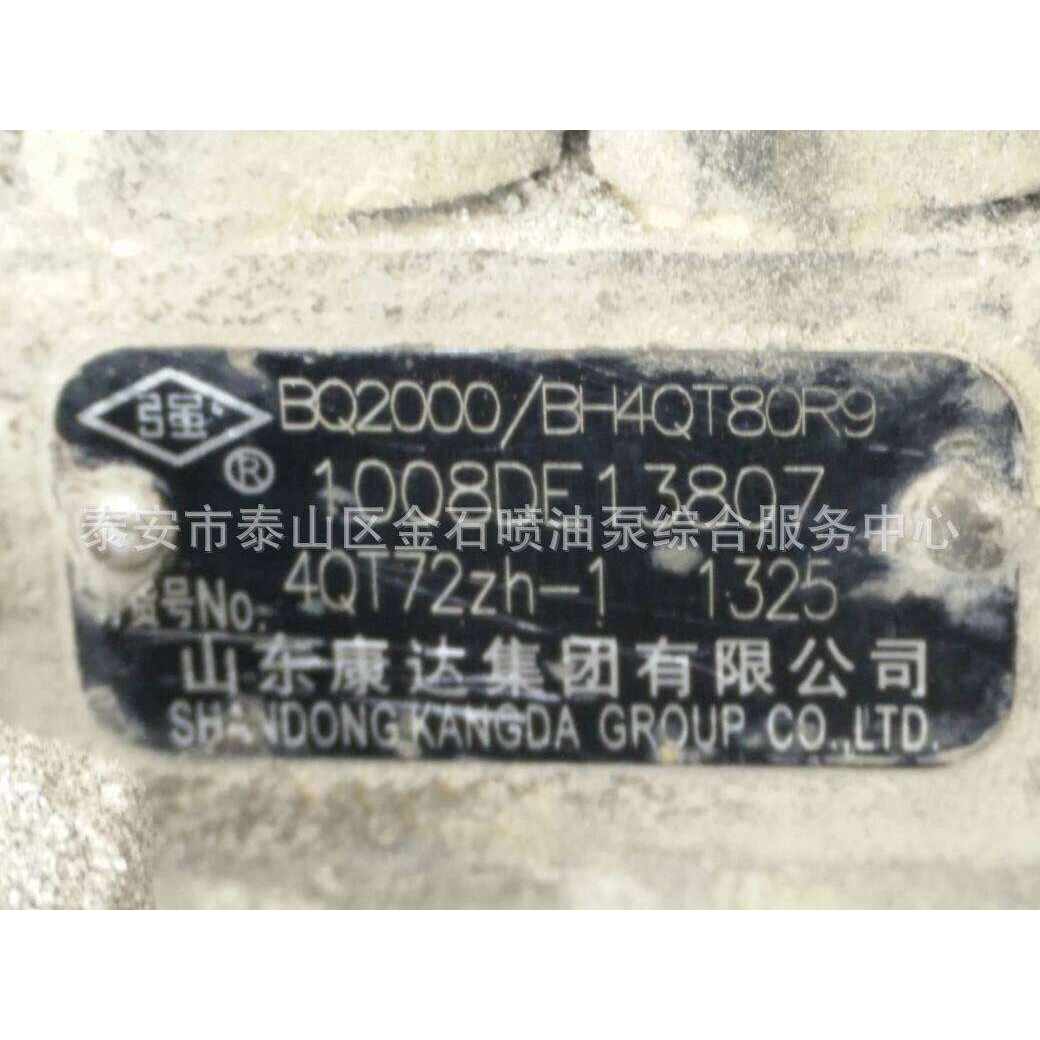 强 BQ2000/BH4QT80R9
® 1008DE13807
泰安市泰山区金石喷油泵综合服务中心
号No: 4QT72zh-1 1325
山东康达集团有限公司
SHANDONG KANGDA GROUP CO.,LTD.